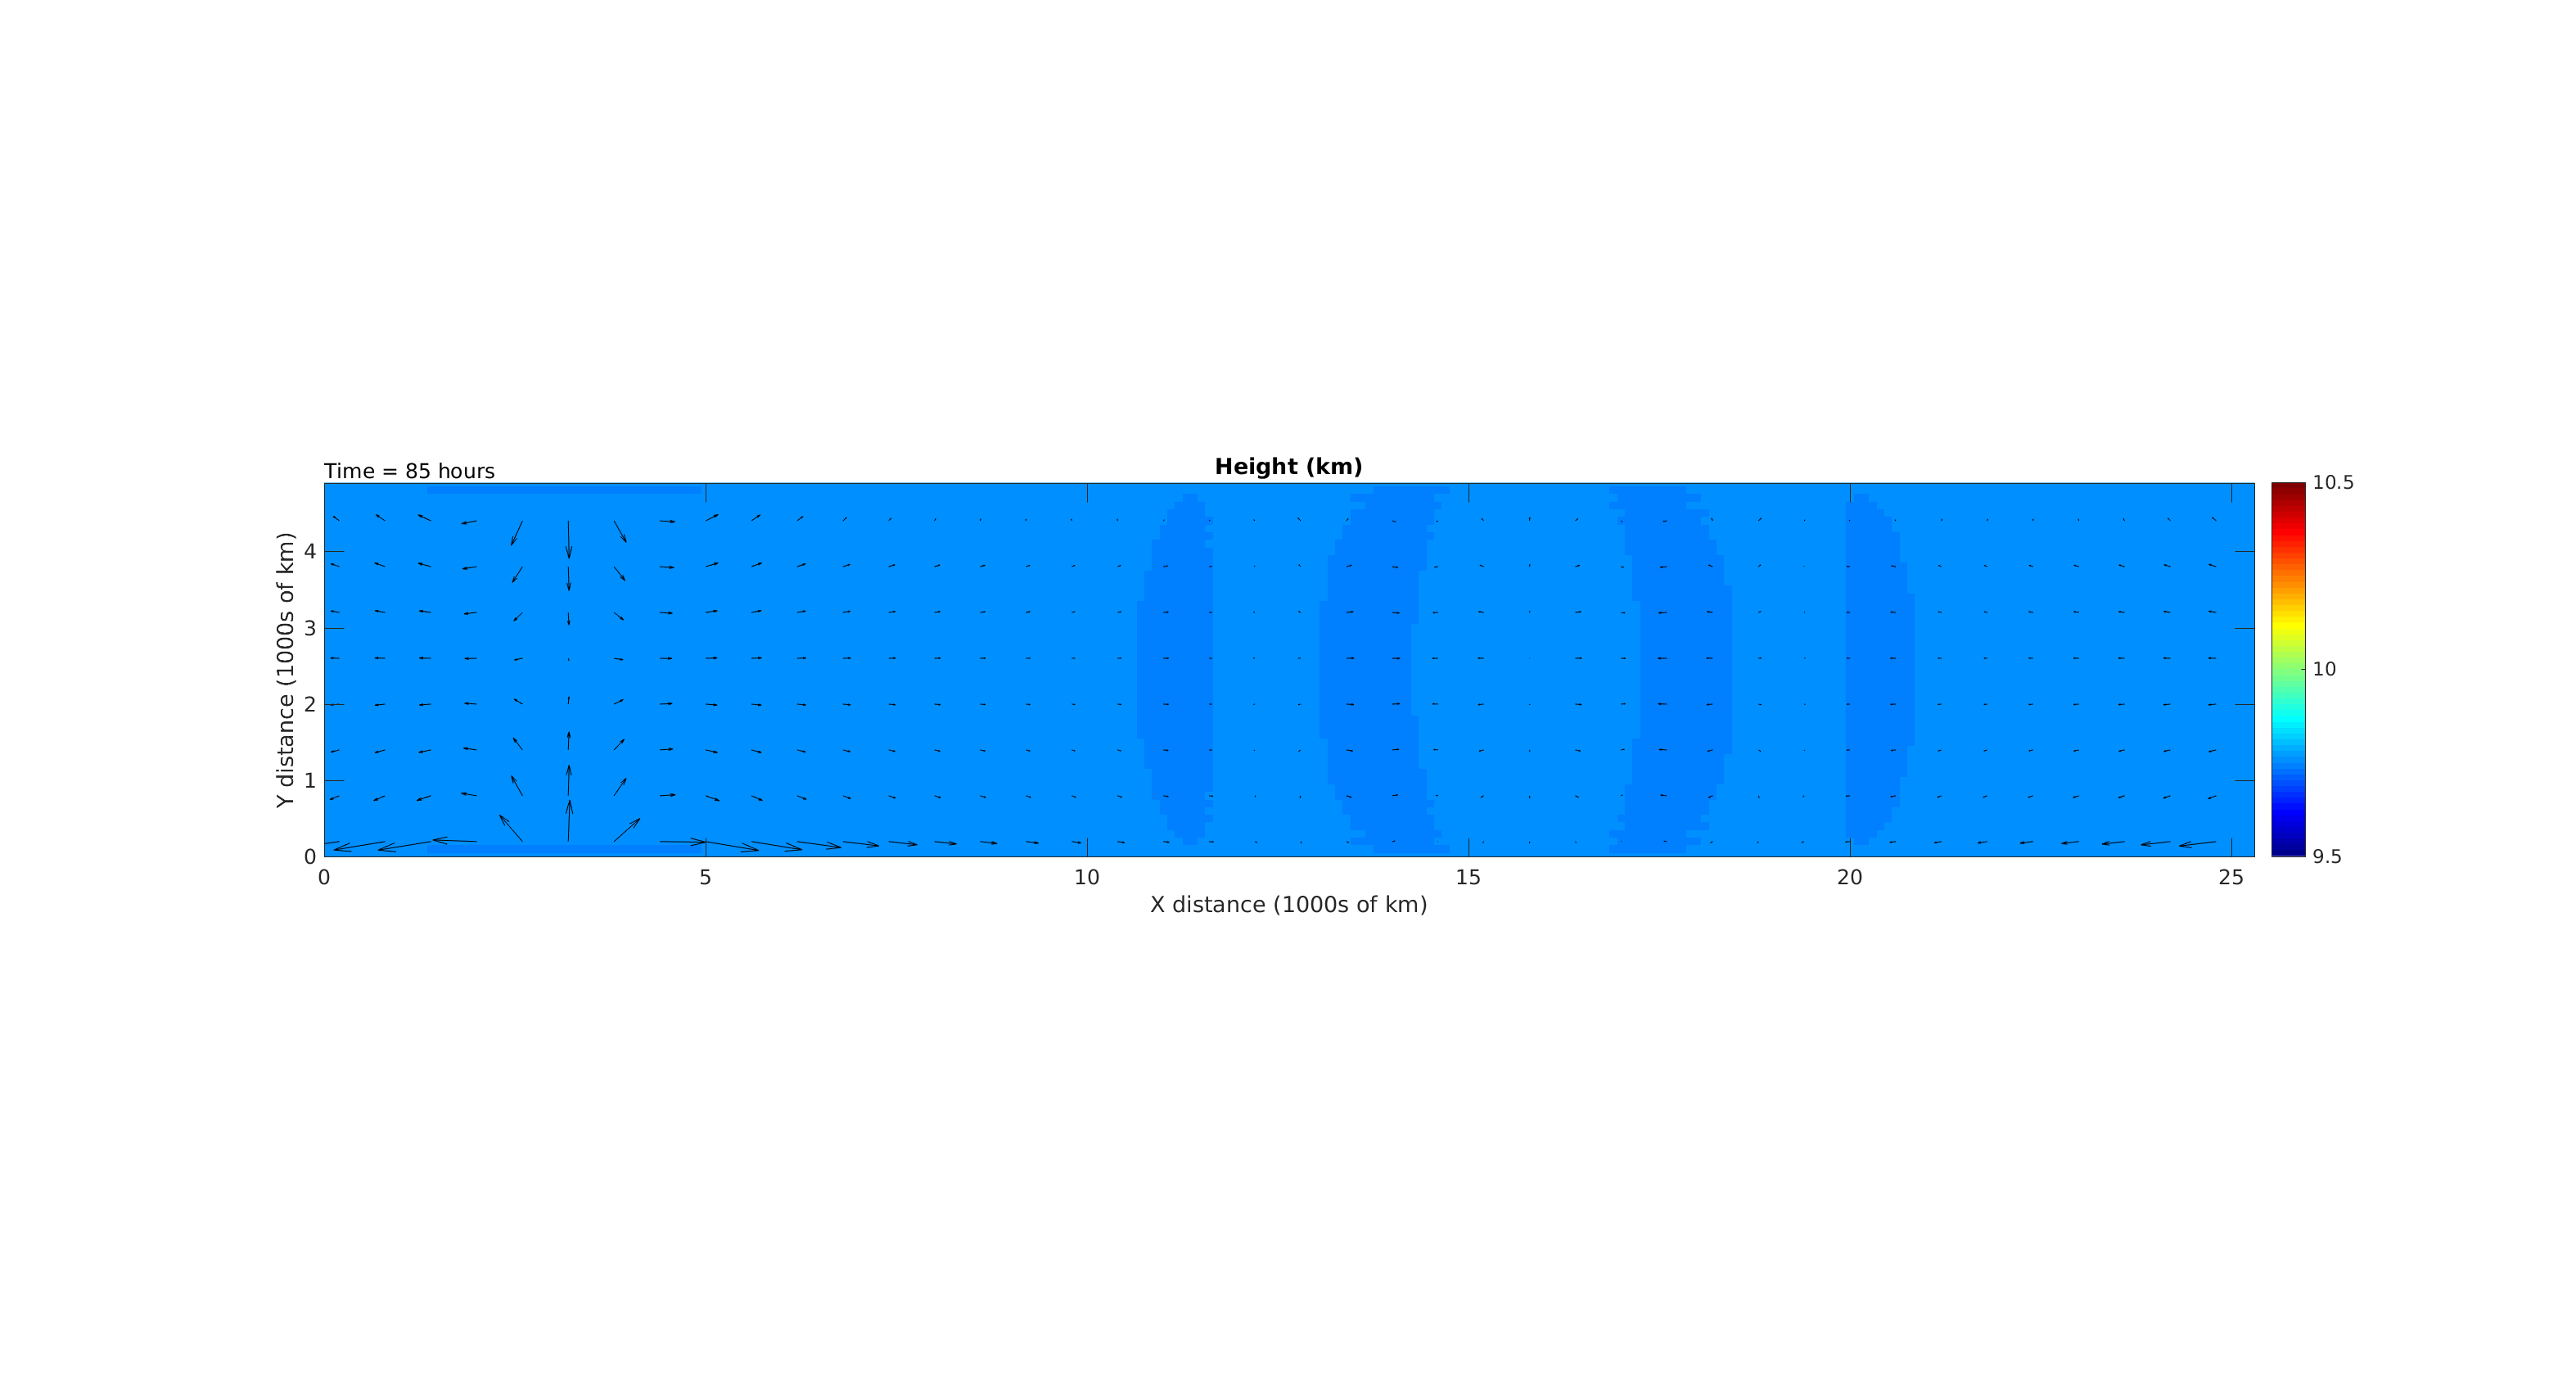 Time = 85 hours
Height (km)
Y distance (1000s of km)
4
3
2
1
0
0 5 10 15 20 25
X distance (1000s of km)
10.5
10
9.5